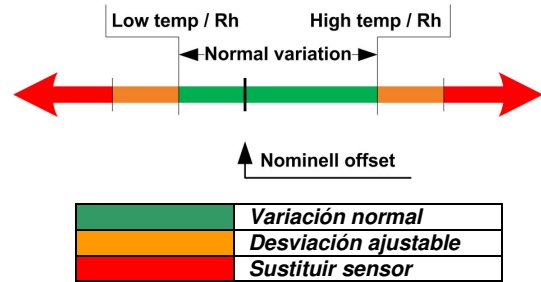 Low temp / Rh
High temp / Rh
Normal variation
Nominell offset
Variación normal
Desviación ajustable
Sustituir sensor